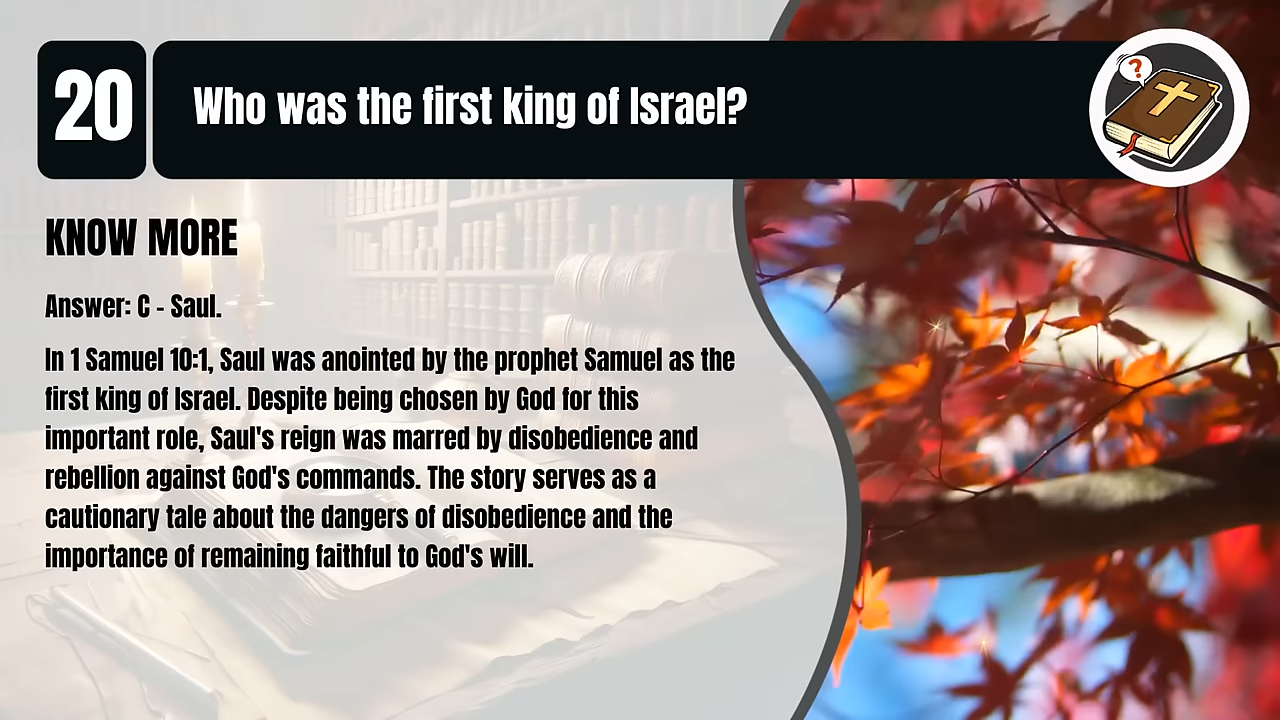 20
Who was the first king of Israel?
?
KNOW MORE
Answer: C - Saul.
In 1 Samuel 10:1, Saul was anointed by the prophet Samuel as the
first king of Israel. Despite being chosen by God for this
important role, Saul's reign was marred by disobedience and
rebellion against God's commands. The story serves as a
cautionary tale about the dangers of disobedience and the
importance of remaining faithful to God's will.